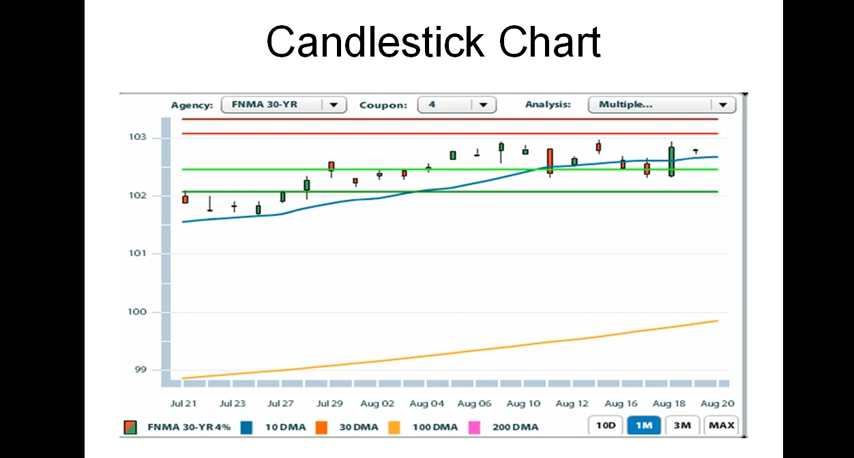 Candlestick Chart
Agency: FNMA 30-YR Coupon: 4 Analysis: Multiple...
103
102
101
100
99
Jul 21 Jul 23 Jul 27 Jul 29 Aug 02 Aug 04 Aug 06 Aug 10 Aug 12 Aug 16 Aug 18 Aug 20
FNMA 30-YR 4% 10 DMA 30 DMA 100 DMA 200 DMA 10D 1M 3M MAX